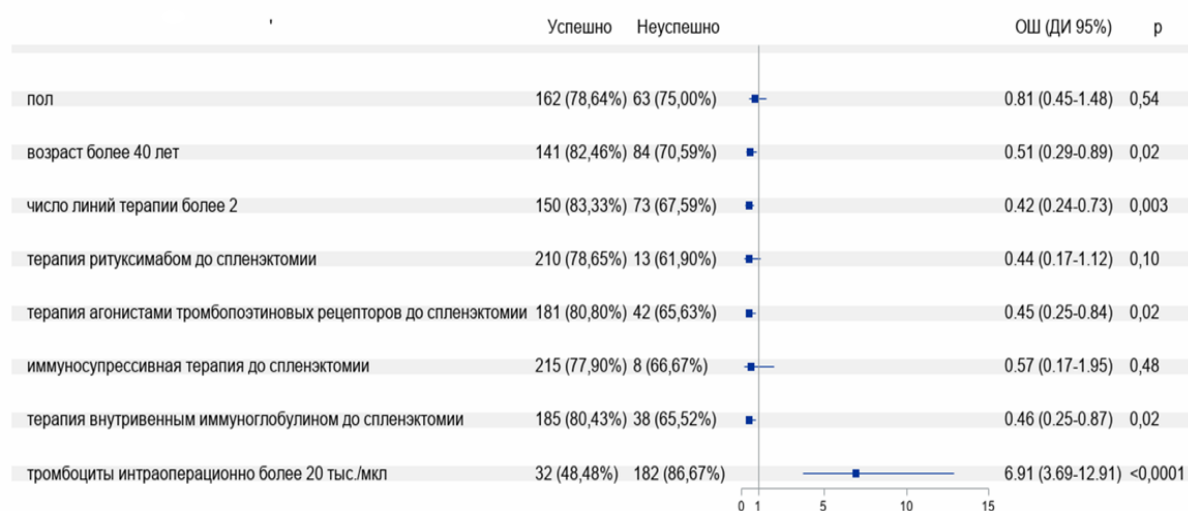 Успешно Неуспешно ОШ (ДИ 95%) p
пол 162 (78,64%) 63 (75,00%) 0.81 (0.45-1.48) 0,54
возраст более 40 лет 141 (82,46%) 84 (70,59%) 0.51 (0.29-0.89) 0,02
число линий терапии более 2 150 (83,33%) 73 (67,59%) 0.42 (0.24-0.73) 0,003
терапия ритуксимабом до спленэктомии 210 (78,65%) 13 (61,90%) 0.44 (0.17-1.12) 0,10
терапия агонистами тромбопоэтиновых рецепторов до спленэктомии 181 (80,80%) 42 (65,63%) 0.45 (0.25-0.84) 0,02
иммуносупрессивная терапия до спленэктомии 215 (77,90%) 8 (66,67%) 0.57 (0.17-1.95) 0,48
терапия внутривенным иммуноглобулином до спленэктомии 185 (80,43%) 38 (65,52%) 0.46 (0.25-0.87) 0,02
тромбоциты интраоперационно более 20 тыс./мкл 32 (48,48%) 182 (86,67%) 6.91 (3.69-12.91) <0,0001
0 1 5 10 15